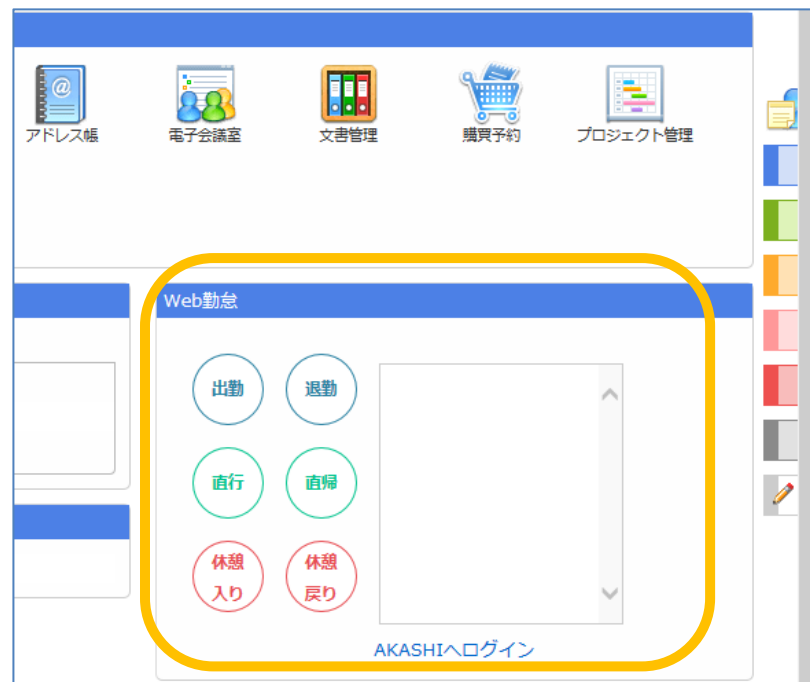 アドレス帳
電子会議室
文書管理
購買予約
プロジェクト管理
Web勤怠
出勤
退勤
直行
直帰
休憩
入り
休憩
戻り
AKASHIへログイン